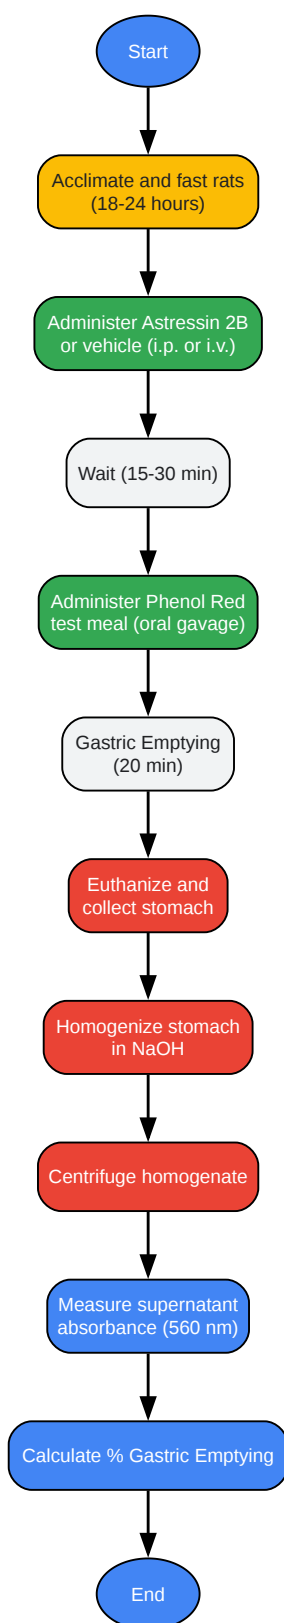 Start
Acclimate and fast rats
(18-24 hours)
Administer Astressin 2B
or vehicle (i.p. or i.v.)
Wait (15-30 min)
Administer Phenol Red
test meal (oral gavage)
Gastric Emptying
(20 min)
Euthanize and
collect stomach
Homogenize stomach
in NaOH
Centrifuge homogenate
Measure supernatant
absorbance (560 nm)
Calculate % Gastric Emptying
End